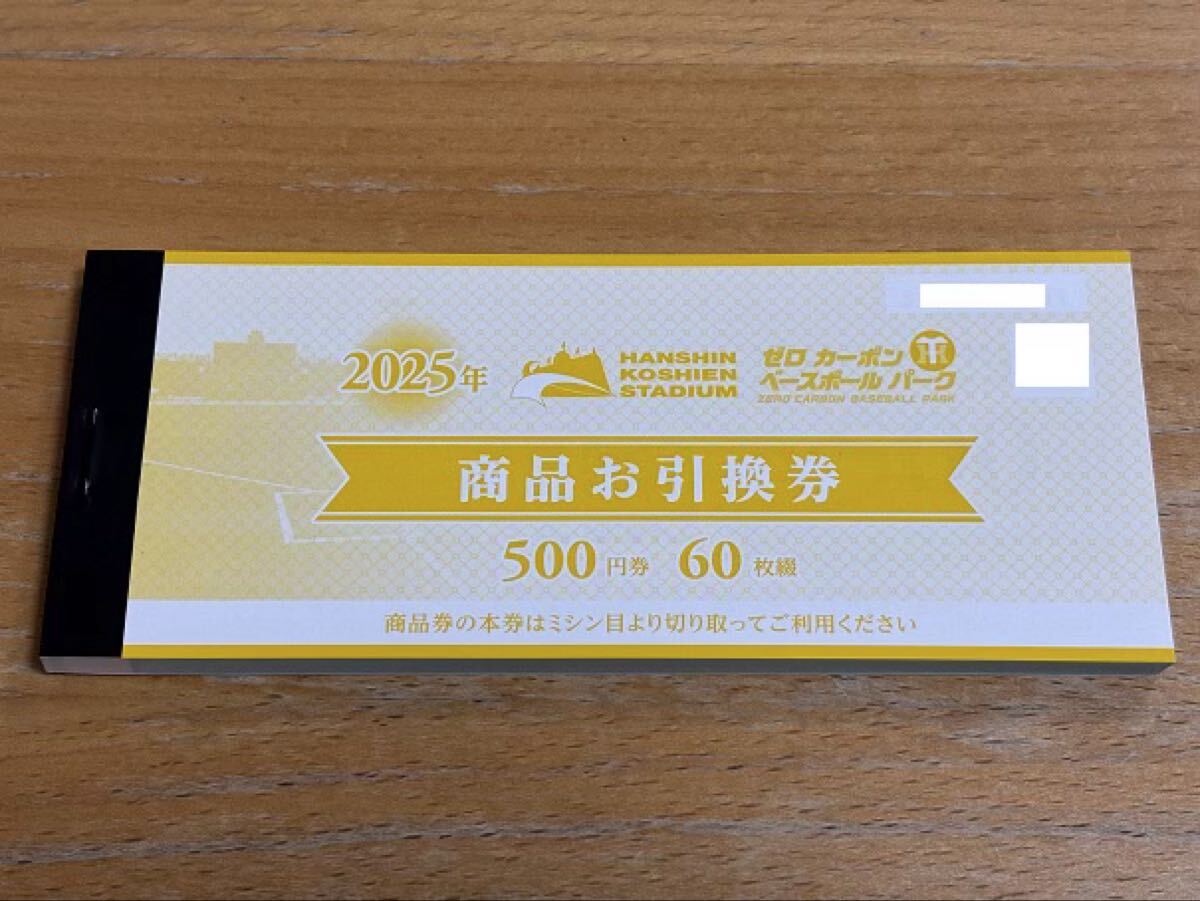 2025年
HANSHIN
KOSHIEN
STADIUM
ゼロ カーボン
ベースボール パーク
ZERO CARBON BASEBALL PARK
商品お引換券
500円券 60枚綴
商品券の本券はミシン目より切り取ってご利用ください